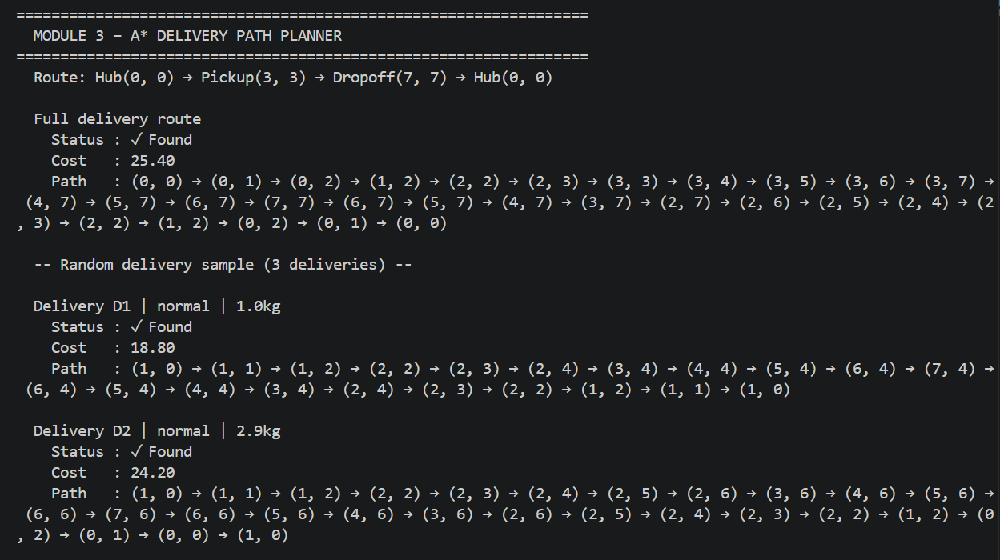 =================================================================
MODULE 3 – A* DELIVERY PATH PLANNER
=================================================================
Route: Hub(0, 0) → Pickup(3, 3) → Dropoff(7, 7) → Hub(0, 0)
Full delivery route
Status : ✓ Found
Cost   : 25.40
Path   : (0, 0) → (0, 1) → (0, 2) → (1, 2) → (2, 2) → (2, 3) → (3, 3) → (3, 4) → (3, 5) → (3, 6) → (3, 7) →
(4, 7) → (5, 7) → (6, 7) → (7, 7) → (6, 7) → (5, 7) → (4, 7) → (3, 7) → (2, 7) → (2, 6) → (2, 5) → (2, 4) → (2
, 3) → (2, 2) → (1, 2) → (0, 2) → (0, 1) → (0, 0)
-- Random delivery sample (3 deliveries) --
Delivery D1 | normal | 1.0kg
Status : ✓ Found
Cost   : 18.80
Path   : (1, 0) → (1, 1) → (1, 2) → (2, 2) → (2, 3) → (2, 4) → (3, 4) → (4, 4) → (5, 4) → (6, 4) → (7, 4) →
(6, 4) → (5, 4) → (4, 4) → (3, 4) → (2, 4) → (2, 3) → (2, 2) → (1, 2) → (1, 1) → (1, 0)
Delivery D2 | normal | 2.9kg
Status : ✓ Found
Cost   : 24.20
Path   : (1, 0) → (1, 1) → (1, 2) → (2, 2) → (2, 3) → (2, 4) → (2, 5) → (2, 6) → (3, 6) → (4, 6) → (5, 6) →
(6, 6) → (7, 6) → (6, 6) → (5, 6) → (4, 6) → (3, 6) → (2, 6) → (2, 5) → (2, 4) → (2, 3) → (2, 2) → (1, 2) → (0
, 2) → (0, 1) → (0, 0) → (1, 0)